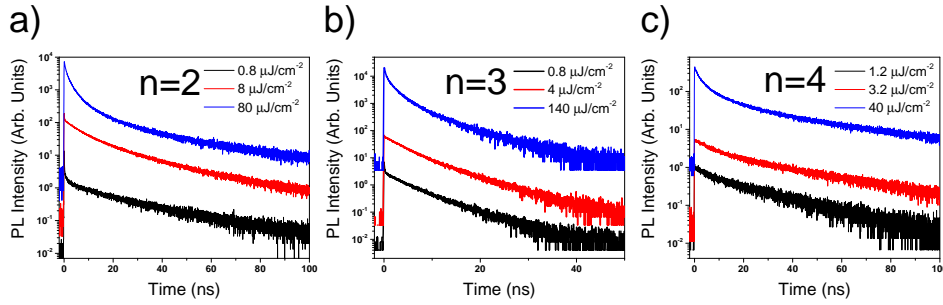 a)
PL Intensity (Arb. Units)
10⁴
10³
10²
10¹
10⁰
10⁻¹
10⁻²
n=2
0.8 µJ/cm⁻²
8 µJ/cm⁻²
80 µJ/cm⁻²
0 20 40 60 80 100
Time (ns)
b)
PL Intensity (Arb. Units)
10⁴
10³
10²
10¹
10⁰
10⁻¹
10⁻²
n=3
0.8 µJ/cm⁻²
4 µJ/cm⁻²
140 µJ/cm⁻²
0 20 40
Time (ns)
c)
PL Intensity (Arb. Units)
10²
10¹
10⁰
10⁻¹
10⁻²
n=4
1.2 µJ/cm⁻²
3.2 µJ/cm⁻²
40 µJ/cm⁻²
0 20 40 60 80 100
Time (ns)